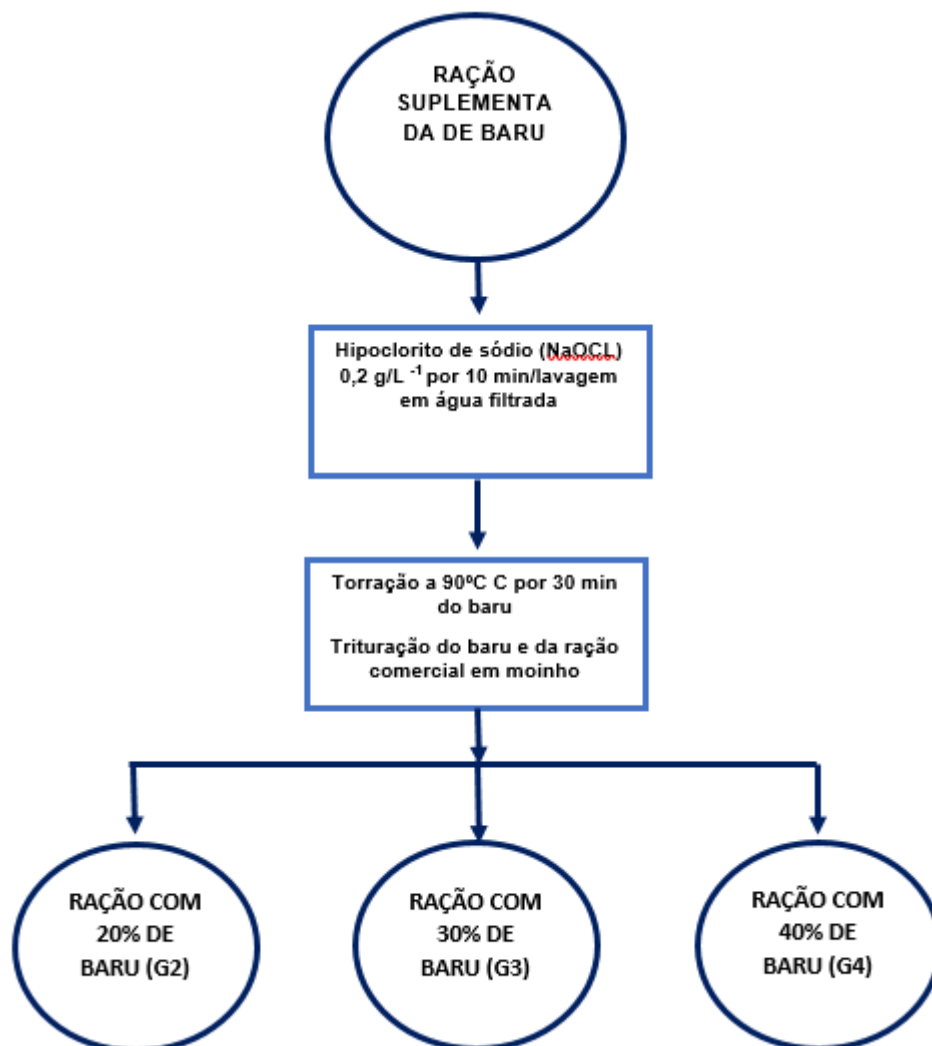 RAÇÃO
SUPLEMENTA
DA DE BARU
Hipoclorito de sódio (NaOCL)
0,2 g/L ⁻¹ por 10 min/lavagem
em água filtrada
Torração a 90ºC C por 30 min
do baru
Trituração do baru e da ração
comercial em moinho
RAÇÃO COM
20% DE
BARU (G2)
RAÇÃO COM
30% DE
BARU (G3)
RAÇÃO COM
40% DE
BARU (G4)